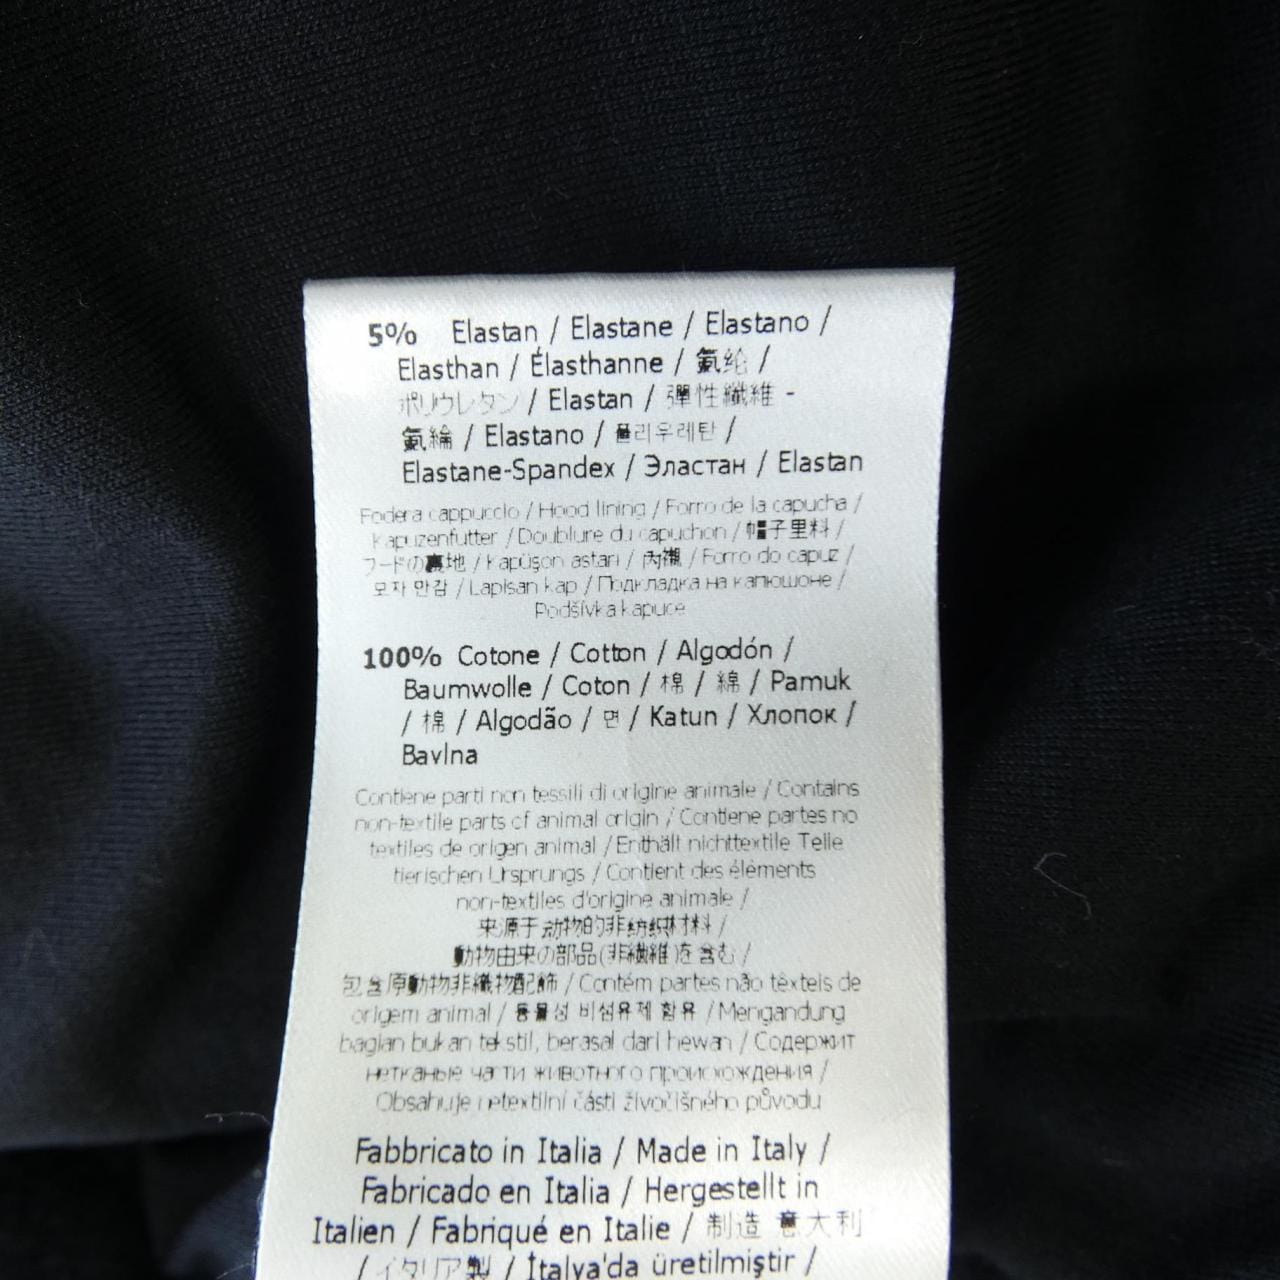 5% Elastan / Elastane / Elastano /
Elasthan / Élasthanne / 氨纶 /
ポリウレタン / Elastan / 彈性纖維 -
氨綸 / Elastano / 폴리우레탄 /
Elastane-Spandex / Эластан / Elastan
Fodera cappuccio / Hood lining / Forro de la capucha /
Kapuzenfutter / Doublure du capuchon / 帽子里料 /
フードの裏地 / Kapüşon astarı / 內襯 / Forro do capuz /
모자 안감 / Lapisan kap / Подкладка на капюшоне /
Podšívka kapuce
100% Cotone / Cotton / Algodón /
Baumwolle / Coton / 棉 / 綿 / Pamuk
/ 棉 / Algodão / 면 / Katun / Хлопок /
Bavlna
Contiene parti non tessili di origine animale / Contains
non-textile parts of animal origin / Contiene partes no
textiles de origen animal / Enthält nichttextile Teile
tierischen Ursprungs / Contient des éléments
non-textiles d'origine animale /
来源于动物的非纺织材料 /
動物由来の部品(非繊維)を含む /
包含原動物非織物配飾 / Contém partes não têxteis de
origem animal / 동물성 비섬유제 함유 / Mengandung
bagian bukan tekstil, berasal dari hewan / Содержит
нетканые части животного происхождения /
Obsahuje netextilní části živočišného původu
Fabbricato in Italia / Made in Italy /
Fabricado en Italia / Hergestellt in
Italien / Fabriqué en Italie / 制造 意大利
/ イタリア製 / İtalya'da üretilmiştir /